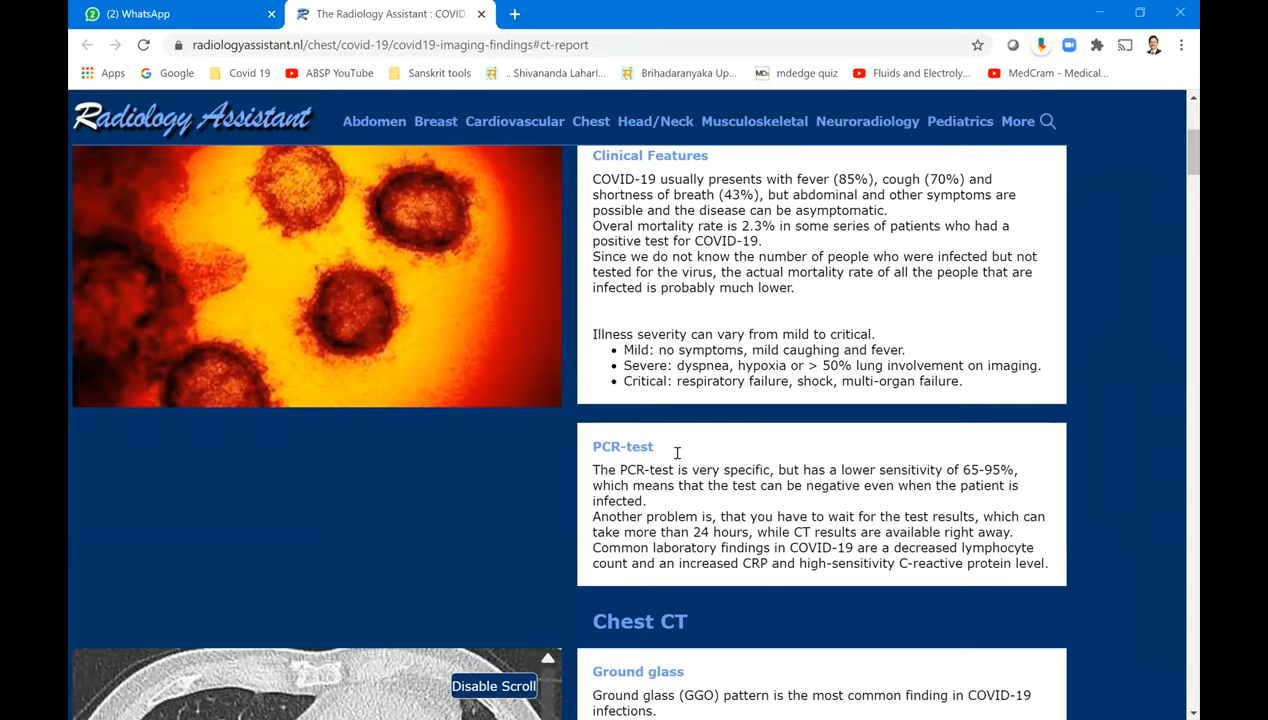 (2) WhatsApp
The Radiology Assistant : COVID
radiologyassistant.nl/chest/covid-19/covid19-imaging-findings#ct-report
Apps Google Covid 19 ABSP YouTube Sanskrit tools .. Shivananda Laharl... Brihadaranyaka Up... mdedge quiz Fluids and Electroly... MedCram - Medical...
Radiology Assistant
Abdomen Breast Cardiovascular Chest Head/Neck Musculoskeletal Neuroradiology Pediatrics More
Clinical Features
COVID-19 usually presents with fever (85%), cough (70%) and
shortness of breath (43%), but abdominal and other symptoms are
possible and the disease can be asymptomatic.
Overal mortality rate is 2.3% in some series of patients who had a
positive test for COVID-19.
Since we do not know the number of people who were infected but not
tested for the virus, the actual mortality rate of all the people that are
infected is probably much lower.
Illness severity can vary from mild to critical.
• Mild: no symptoms, mild caughing and fever.
• Severe: dyspnea, hypoxia or > 50% lung involvement on imaging.
• Critical: respiratory failure, shock, multi-organ failure.
PCR-test
The PCR-test is very specific, but has a lower sensitivity of 65-95%,
which means that the test can be negative even when the patient is
infected.
Another problem is, that you have to wait for the test results, which can
take more than 24 hours, while CT results are available right away.
Common laboratory findings in COVID-19 are a decreased lymphocyte
count and an increased CRP and high-sensitivity C-reactive protein level.
Chest CT
Disable Scroll
Ground glass
Ground glass (GGO) pattern is the most common finding in COVID-19
infections.